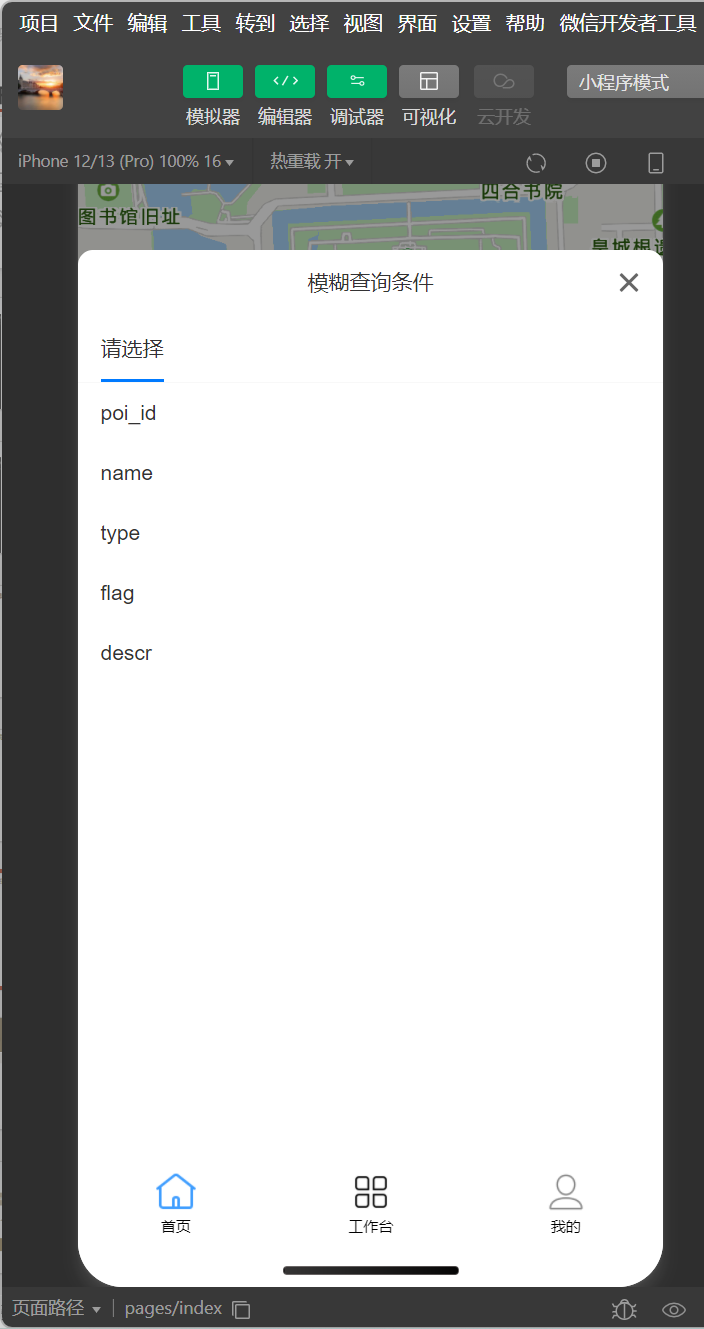 项目 文件 编辑 工具 转到 选择 视图 界面 设置 帮助 微信开发者工具
小程序模式
模拟器 编辑器 调试器 可视化 云开发
iPhone 12/13 (Pro) 100% 16 热重载 开
四合书院
图书馆旧址
皇城根遗
模糊查询条件
请选择
poi_id
name
type
flag
descr
首页 工作台 我的
页面路径 pages/index